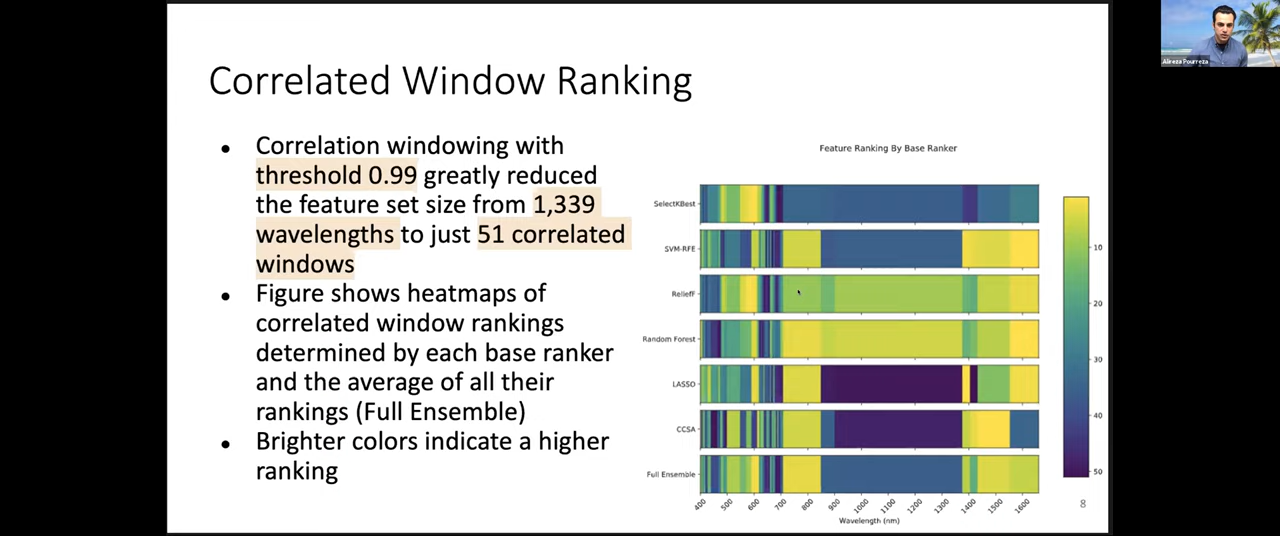 Alireza Pourreza
Correlated Window Ranking
● Correlation windowing with
threshold 0.99 greatly reduced
the feature set size from 1,339
wavelengths to just 51 correlated
windows
● Figure shows heatmaps of
correlated window rankings
determined by each base ranker
and the average of all their
rankings (Full Ensemble)
● Brighter colors indicate a higher
ranking
Feature Ranking By Base Ranker
SelectKBest
SVM-RFE
ReliefF
Random Forest
LASSO
CCSA
Full Ensemble
400 500 600 700 800 900 1000 1100 1200 1300 1400 1500 1600
Wavelength (nm)
10
20
30
40
50
8